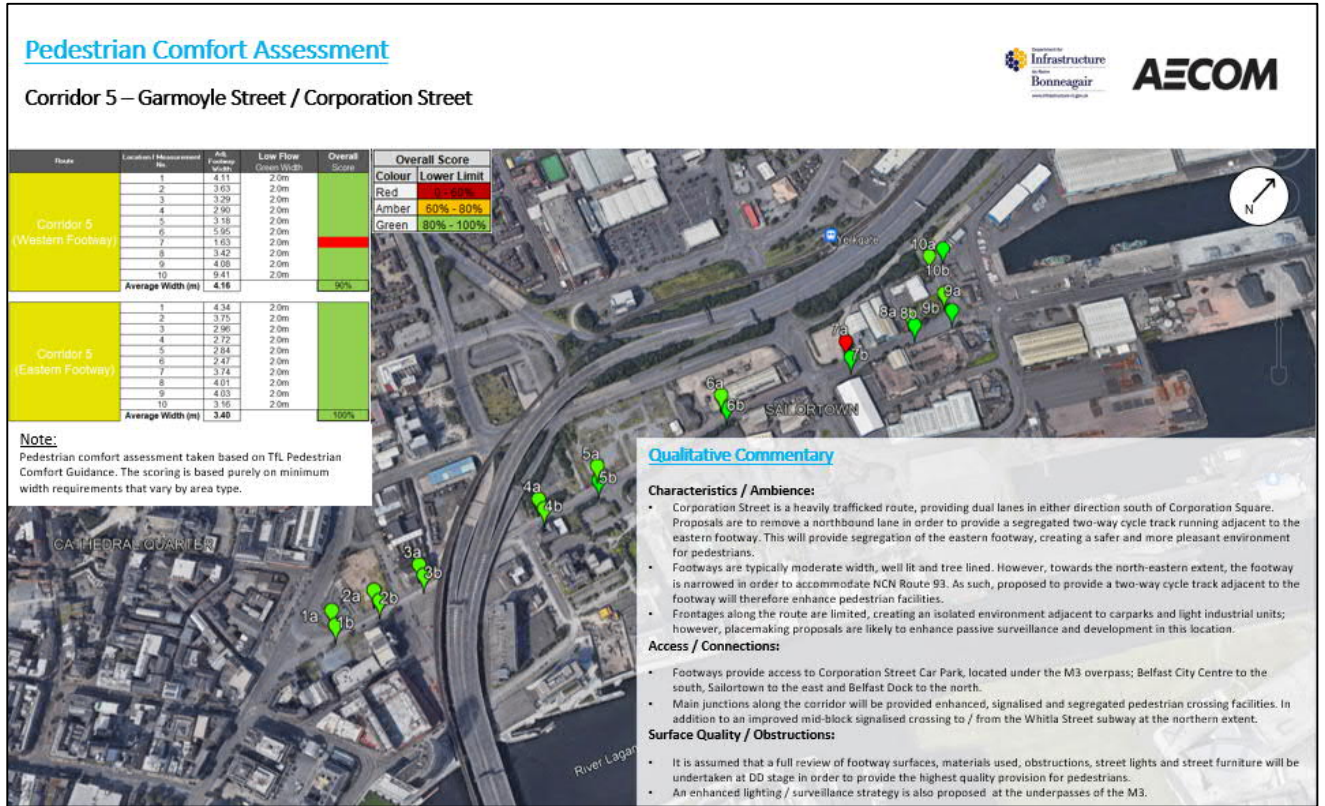 Pedestrian Comfort Assessment
Corridor 5 – Garmoyle Street / Corporation Street
Department for
Infrastructure
Bonneagair
www.infrastructure-ni.gov.uk
AECOM
Route Location / Measurement No. Adj. Footway Width Low Flow Green Width Overall Score
Corridor 5 (Western Footway)
1 4.11 2.0m
2 3.63 2.0m
3 3.29 2.0m
4 2.90 2.0m
5 3.18 2.0m
6 5.95 2.0m
7 1.63 2.0m
8 3.42 2.0m
9 4.08 2.0m
10 9.41 2.0m
Average Width (m) 4.16 90%
Corridor 5 (Eastern Footway)
1 4.34 2.0m
2 3.75 2.0m
3 2.96 2.0m
4 2.72 2.0m
5 2.84 2.0m
6 2.47 2.0m
7 3.74 2.0m
8 4.01 2.0m
9 4.03 2.0m
10 3.16 2.0m
Average Width (m) 3.40 100%
Overall Score
Colour Lower Limit
Red 0 - 60%
Amber 60% - 80%
Green 80% - 100%
Note:
Pedestrian comfort assessment taken based on TfL Pedestrian
Comfort Guidance. The scoring is based purely on minimum
width requirements that vary by area type.
N
Yorkgate
10a
10b
9a
8a 8b 9b
7a
7b
6a
6b
SAILORTOWN
5a
5b
4a
4b
CATHEDRAL QUARTER
3a
3b
2a
2b
1a
1b
River Lagan
Qualitative Commentary
Characteristics / Ambience:
• Corporation Street is a heavily trafficked route, providing dual lanes in either direction south of Corporation Square.
Proposals are to remove a northbound lane in order to provide a segregated two-way cycle track running adjacent to the
eastern footway. This will provide segregation of the eastern footway, creating a safer and more pleasant environment
for pedestrians.
• Footways are typically moderate width, well lit and tree lined. However, towards the north-eastern extent, the footway
is narrowed in order to accommodate NCN Route 93. As such, proposed to provide a two-way cycle track adjacent to the
footway will therefore enhance pedestrian facilities.
• Frontages along the route are limited, creating an isolated environment adjacent to carparks and light industrial units;
however, placemaking proposals are likely to enhance passive surveillance and development in this location.
Access / Connections:
• Footways provide access to Corporation Street Car Park, located under the M3 overpass; Belfast City Centre to the
south, Sailortown to the east and Belfast Dock to the north.
• Main junctions along the corridor will be provided enhanced, signalised and segregated pedestrian crossing facilities. In
addition to an improved mid-block signalised crossing to / from the Whitla Street subway at the northern extent.
Surface Quality / Obstructions:
• It is assumed that a full review of footway surfaces, materials used, obstructions, street lights and street furniture will be
undertaken at DD stage in order to provide the highest quality provision for pedestrians.
• An enhanced lighting / surveillance strategy is also proposed at the underpasses of the M3.